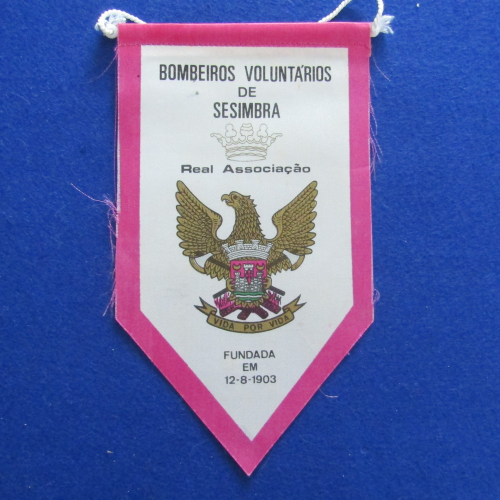 BOMBEIROS VOLUNTÁRIOS
DE
SESIMBRA
Real Associação
VIDA POR VIDA
FUNDADA
EM
12-8-1903